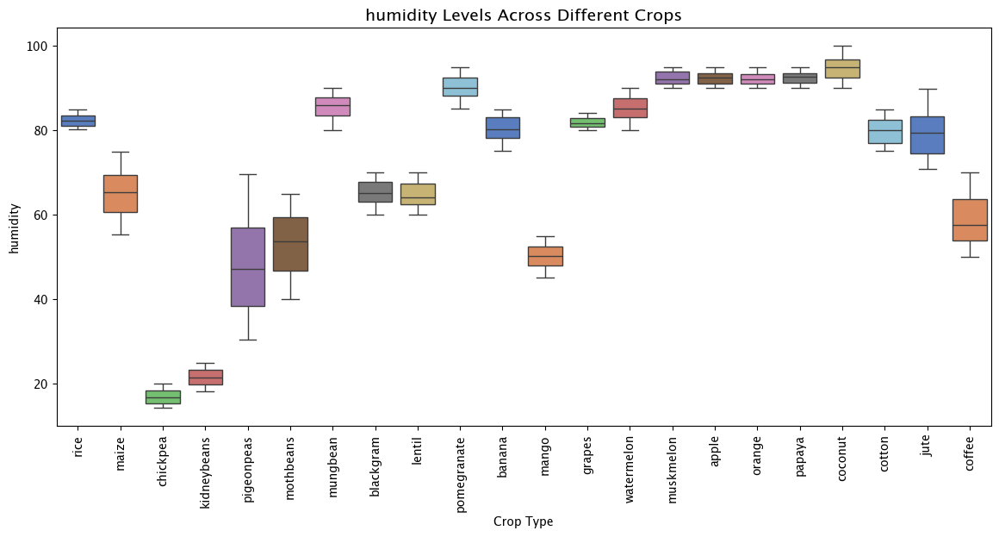 humidity Levels Across Different Crops
humidity
100
80
60
40
20
rice
maize
chickpea
kidneybeans
pigeonpeas
mothbeans
mungbean
blackgram
lentil
pomegranate
banana
mango
grapes
watermelon
muskmelon
apple
orange
papaya
coconut
cotton
jute
coffee
Crop Type